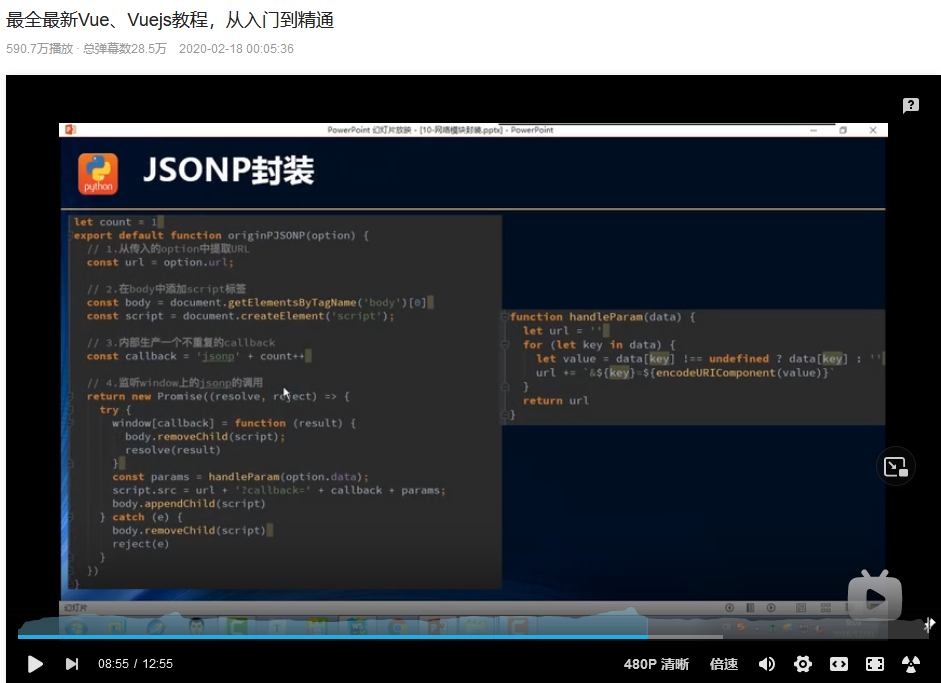 最全最新Vue、Vuejs教程，从入门到精通
590.7万播放 · 总弹幕数28.5万 2020-02-18 00:05:36
PowerPoint 幻灯片放映 - [10-网络模块封装.pptx] - PowerPoint
python
JSONP封装
let count = 1
export default function originPJSONP(option) {
// 1.从传入的option中提取URL
const url = option.url;
// 2.在body中添加script标签
const body = document.getElementsByTagName('body')[0]
const script = document.createElement('script');
// 3.内部生产一个不重复的callback
const callback = 'jsonp' + count++
// 4.监听window上的jsonp的调用
return new Promise((resolve, reject) => {
try {
window[callback] = function (result) {
body.removeChild(script);
resolve(result)
}
const params = handleParam(option.data);
script.src = url + '?callback=' + callback + params;
body.appendChild(script)
} catch (e) {
body.removeChild(script)
reject(e)
}
})
}
function handleParam(data) {
let url = ''
for (let key in data) {
let value = data[key] !== undefined ? data[key] : ''
url += `&${key}=${encodeURIComponent(value)}`
}
return url
}
幻灯片
08:55 / 12:55
480P 清晰
倍速